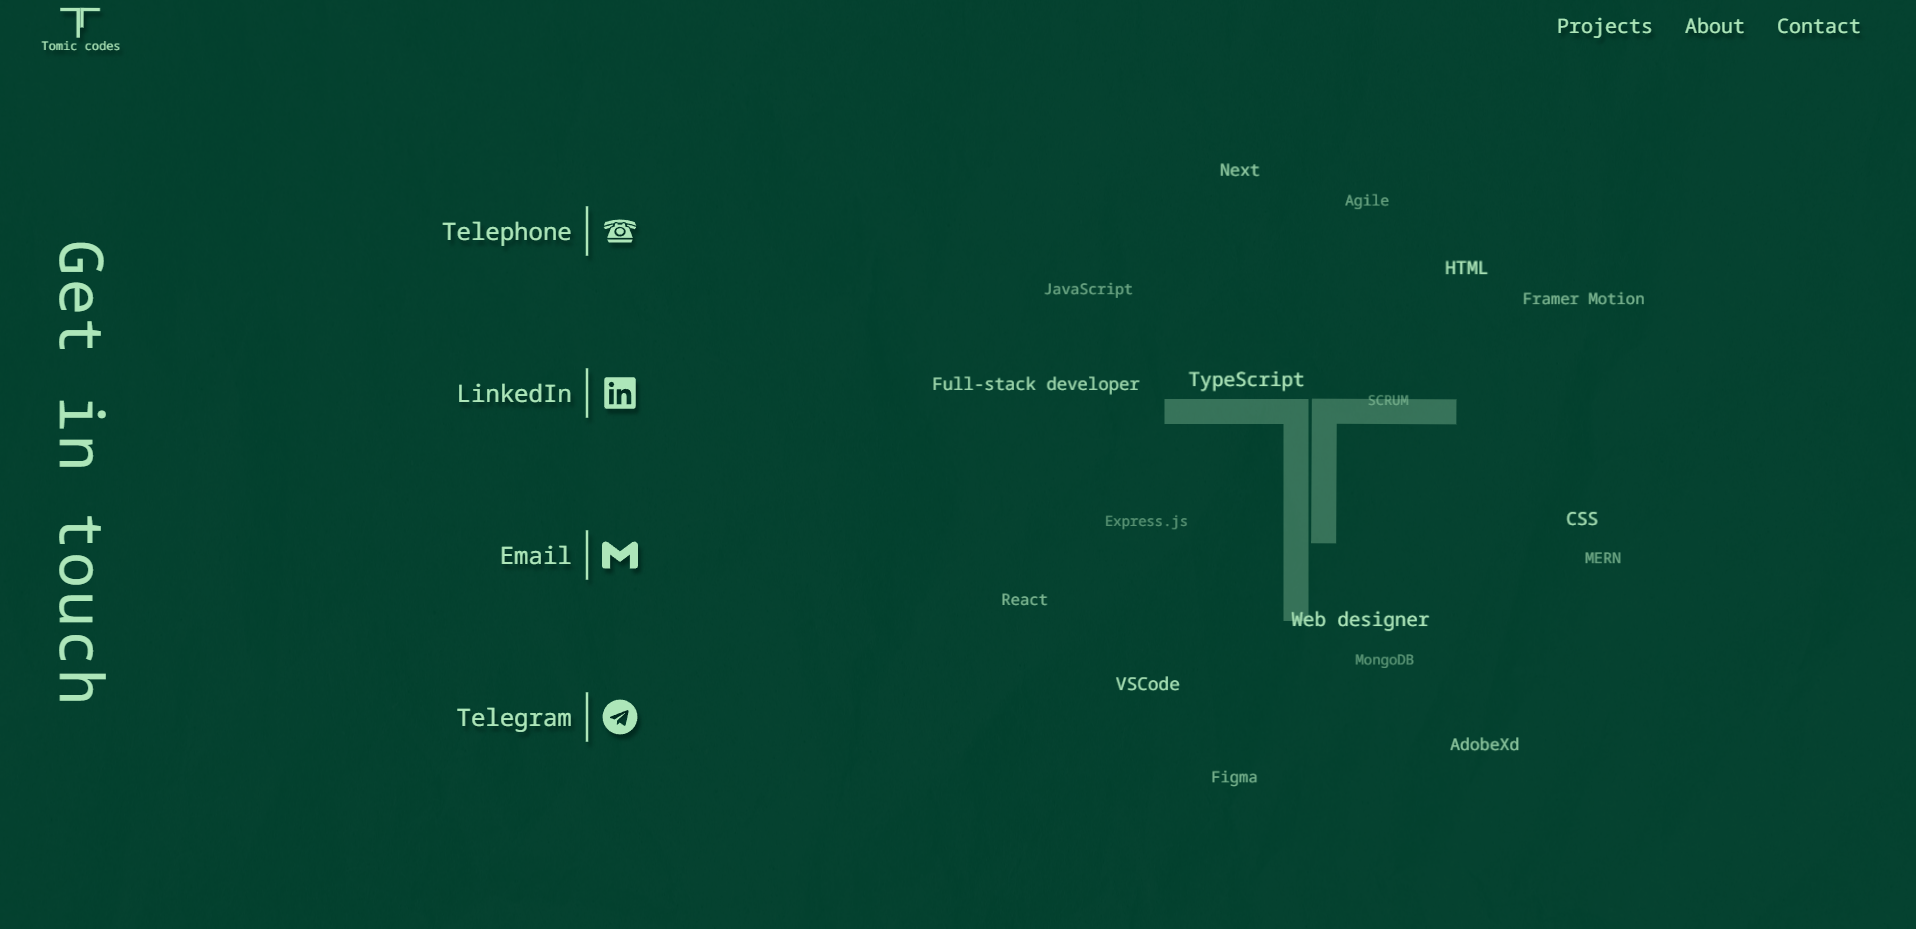 Tomic codes
Projects
About
Contact
Get in touch
Telephone
LinkedIn
Email
Telegram
Next
Agile
HTML
JavaScript
Framer Motion
TypeScript
Full-stack developer
SCRUM
CSS
Express.js
MERN
React
Web designer
MongoDB
VSCode
AdobeXd
Figma